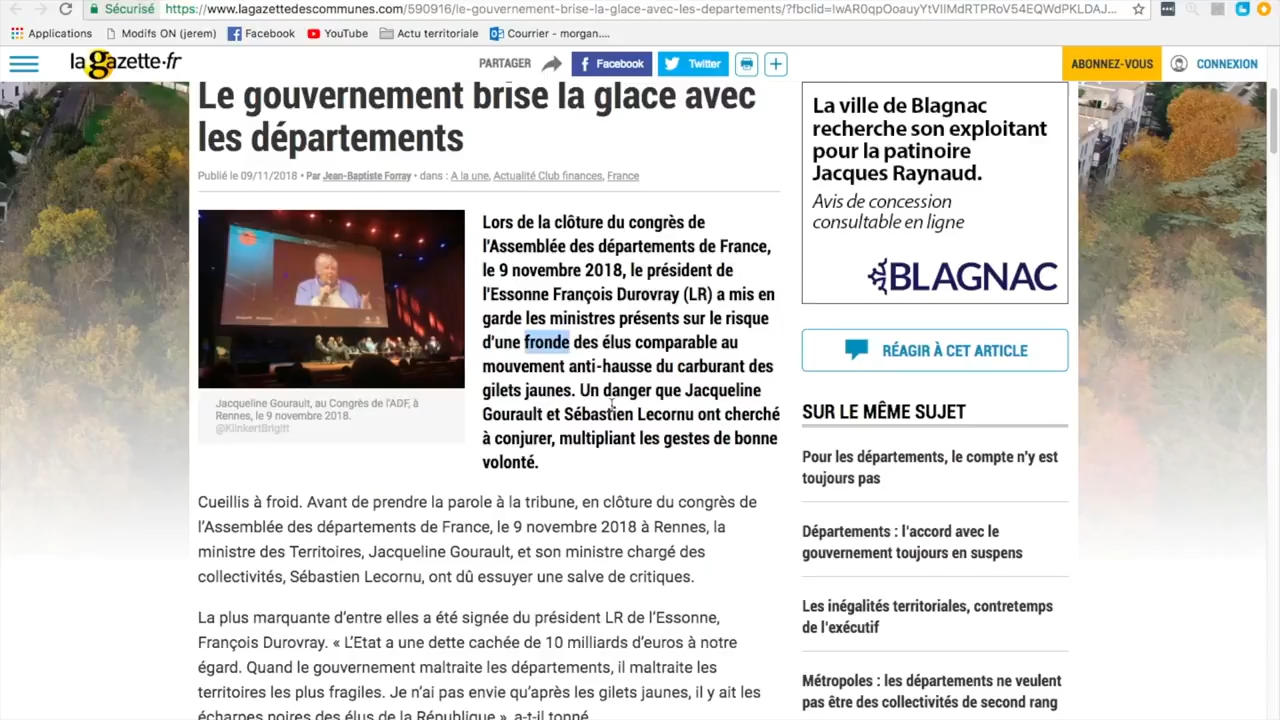 Sécurisé https://www.lagazettedescommunes.com/590916/le-gouvernement-brise-la-glace-avec-les-departements/?fbclid=IwAR0qpOoauyYtVIlMdRTPRoV54EQWdPKLDAJ...
Applications Modifs ON (jerem) Facebook YouTube Actu territoriale Courrier - morgan....
la gazette.fr PARTAGER Facebook Twitter ABONNEZ-VOUS CONNEXION
Le gouvernement brise la glace avec
les départements
Publié le 09/11/2018 • Par Jean-Baptiste Forray • dans : A la une, Actualité Club finances, France
Jacqueline Gourault, au Congrès de l'ADF, à
Rennes, le 9 novembre 2018.
@KlinkertBrigitt
Lors de la clôture du congrès de
l'Assemblée des départements de France,
le 9 novembre 2018, le président de
l'Essonne François Durovray (LR) a mis en
garde les ministres présents sur le risque
d'une fronde des élus comparable au
mouvement anti-hausse du carburant des
gilets jaunes. Un danger que Jacqueline
Gourault et Sébastien Lecornu ont cherché
à conjurer, multipliant les gestes de bonne
volonté.
Cueillis à froid. Avant de prendre la parole à la tribune, en clôture du congrès de
l'Assemblée des départements de France, le 9 novembre 2018 à Rennes, la
ministre des Territoires, Jacqueline Gourault, et son ministre chargé des
collectivités, Sébastien Lecornu, ont dû essuyer une salve de critiques.
La plus marquante d'entre elles a été signée du président LR de l'Essonne,
François Durovray. « L'Etat a une dette cachée de 10 milliards d'euros à notre
égard. Quand le gouvernement maltraite les départements, il maltraite les
territoires les plus fragiles. Je n'ai pas envie qu'après les gilets jaunes, il y ait les
écharpes noires des élus de la République », a-t-il tonné.
La ville de Blagnac
recherche son exploitant
pour la patinoire
Jacques Raynaud.
Avis de concession
consultable en ligne
BLAGNAC
RÉAGIR À CET ARTICLE
SUR LE MÊME SUJET
Pour les départements, le compte n'y est
toujours pas
Départements : l'accord avec le
gouvernement toujours en suspens
Les inégalités territoriales, contretemps
de l'exécutif
Métropoles : les départements ne veulent
pas être des collectivités de second rang